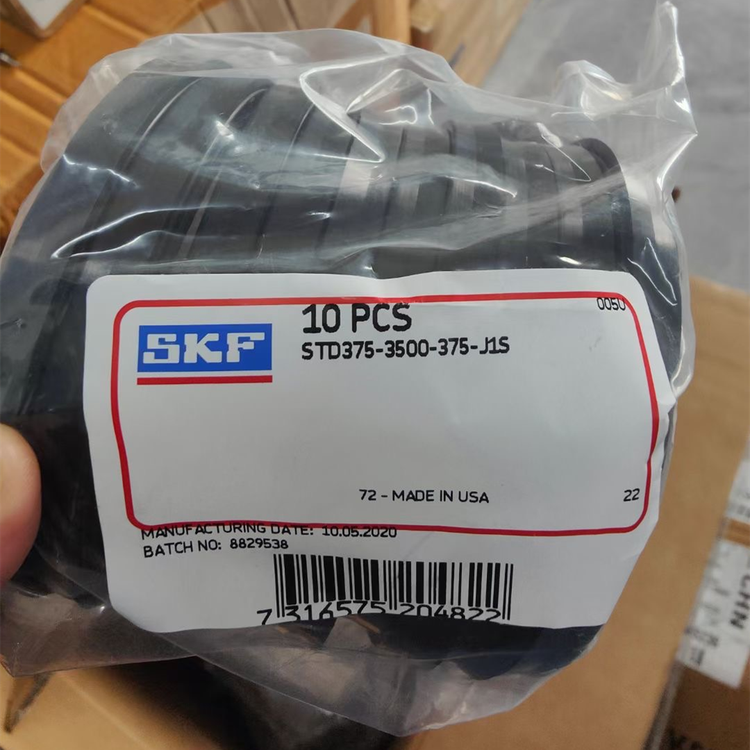 005U
10 PCS
SKF
STD375-3500-375-J1S
72 - MADE IN USA
22
MANUFACTURING DATE: 10.05.2020
BATCH NO: 8829538
7 316575 204822